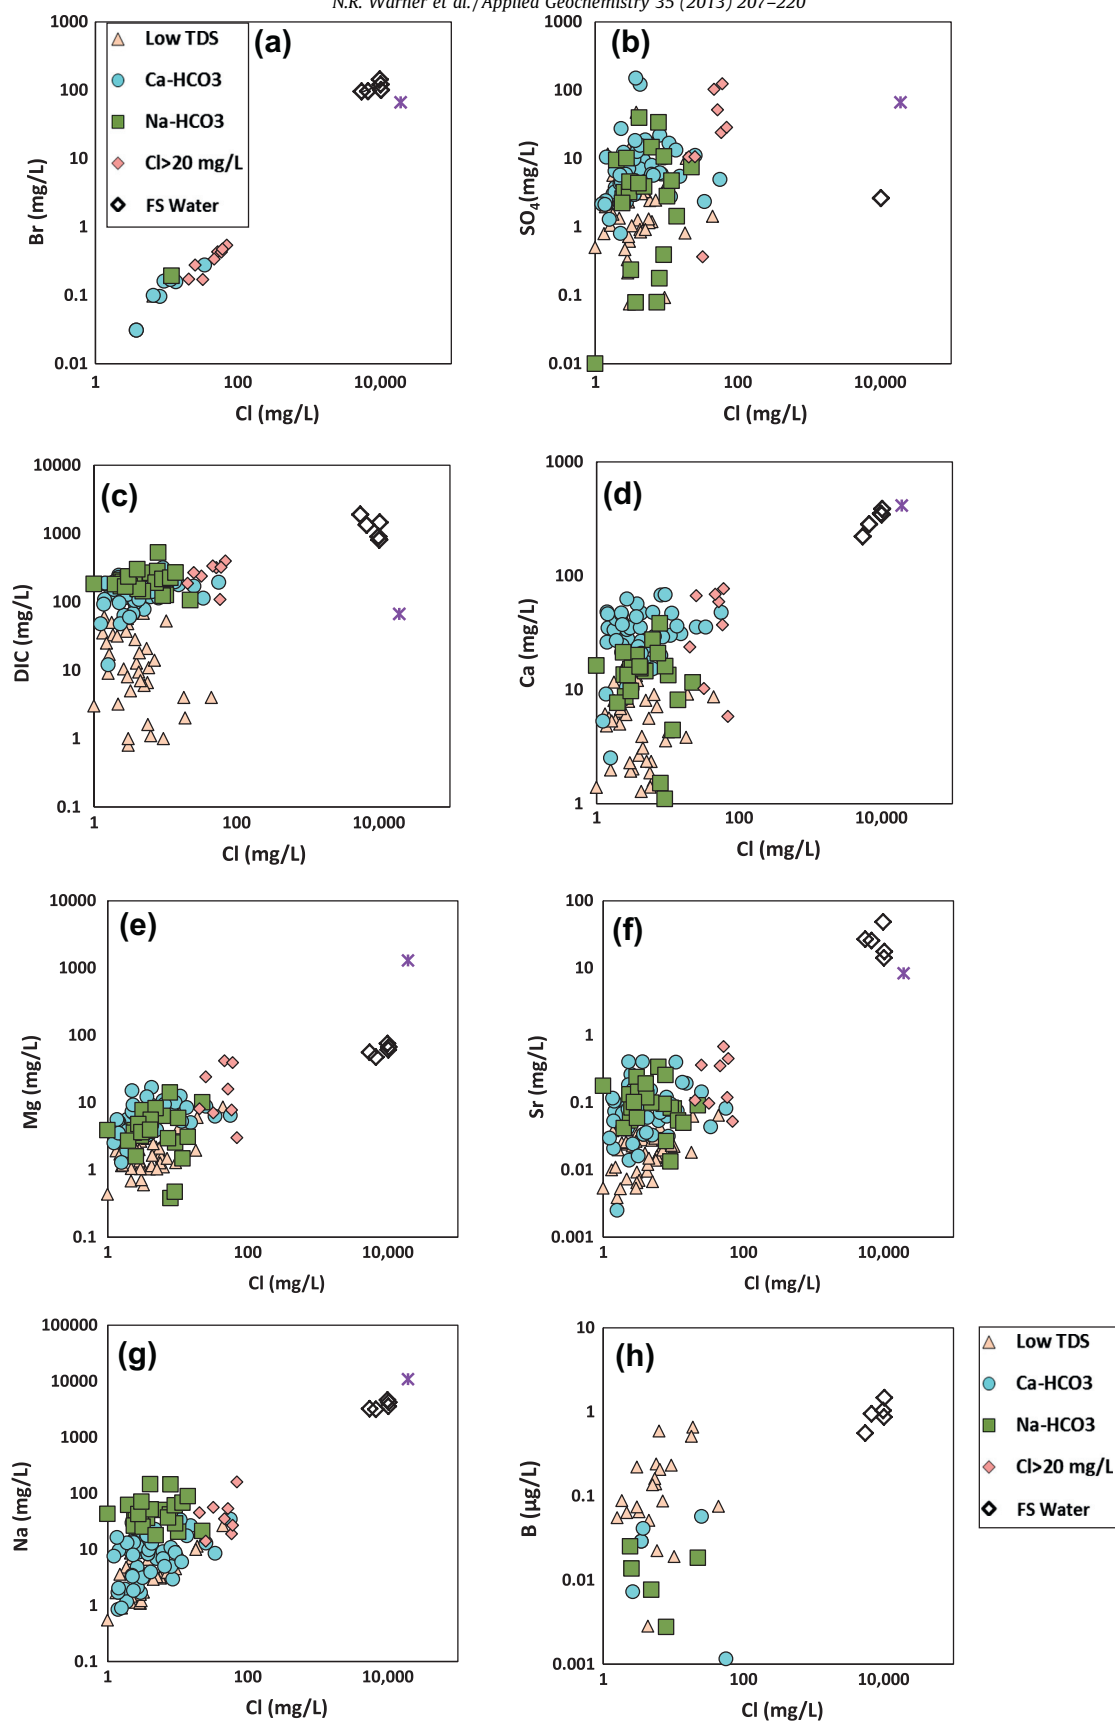 N.R. Warner et al. / Applied Geochemistry 35 (2013) 207–220
(a)
Low TDS
Ca-HCO3
Na-HCO3
Cl>20 mg/L
FS Water
1000
100
10
1
0.1
0.01
Br (mg/L)
1
100
10,000
Cl (mg/L)
(b)
1000
100
10
1
0.1
0.01
SO4(mg/L)
1
100
10,000
Cl (mg/L)
(c)
10000
1000
100
10
1
0.1
DIC (mg/L)
1
100
10,000
Cl (mg/L)
(d)
1000
100
10
1
Ca (mg/L)
1
100
10,000
Cl (mg/L)
(e)
10000
1000
100
10
1
0.1
Mg (mg/L)
1
100
10,000
Cl (mg/L)
(f)
100
10
1
0.1
0.01
0.001
Sr (mg/L)
1
100
10,000
Cl (mg/L)
(g)
100000
10000
1000
100
10
1
0.1
Na (mg/L)
1
100
10,000
Cl (mg/L)
(h)
10
1
0.1
0.01
0.001
B (µg/L)
1
100
10,000
Cl (mg/L)
Low TDS
Ca-HCO3
Na-HCO3
Cl>20 mg/L
FS Water